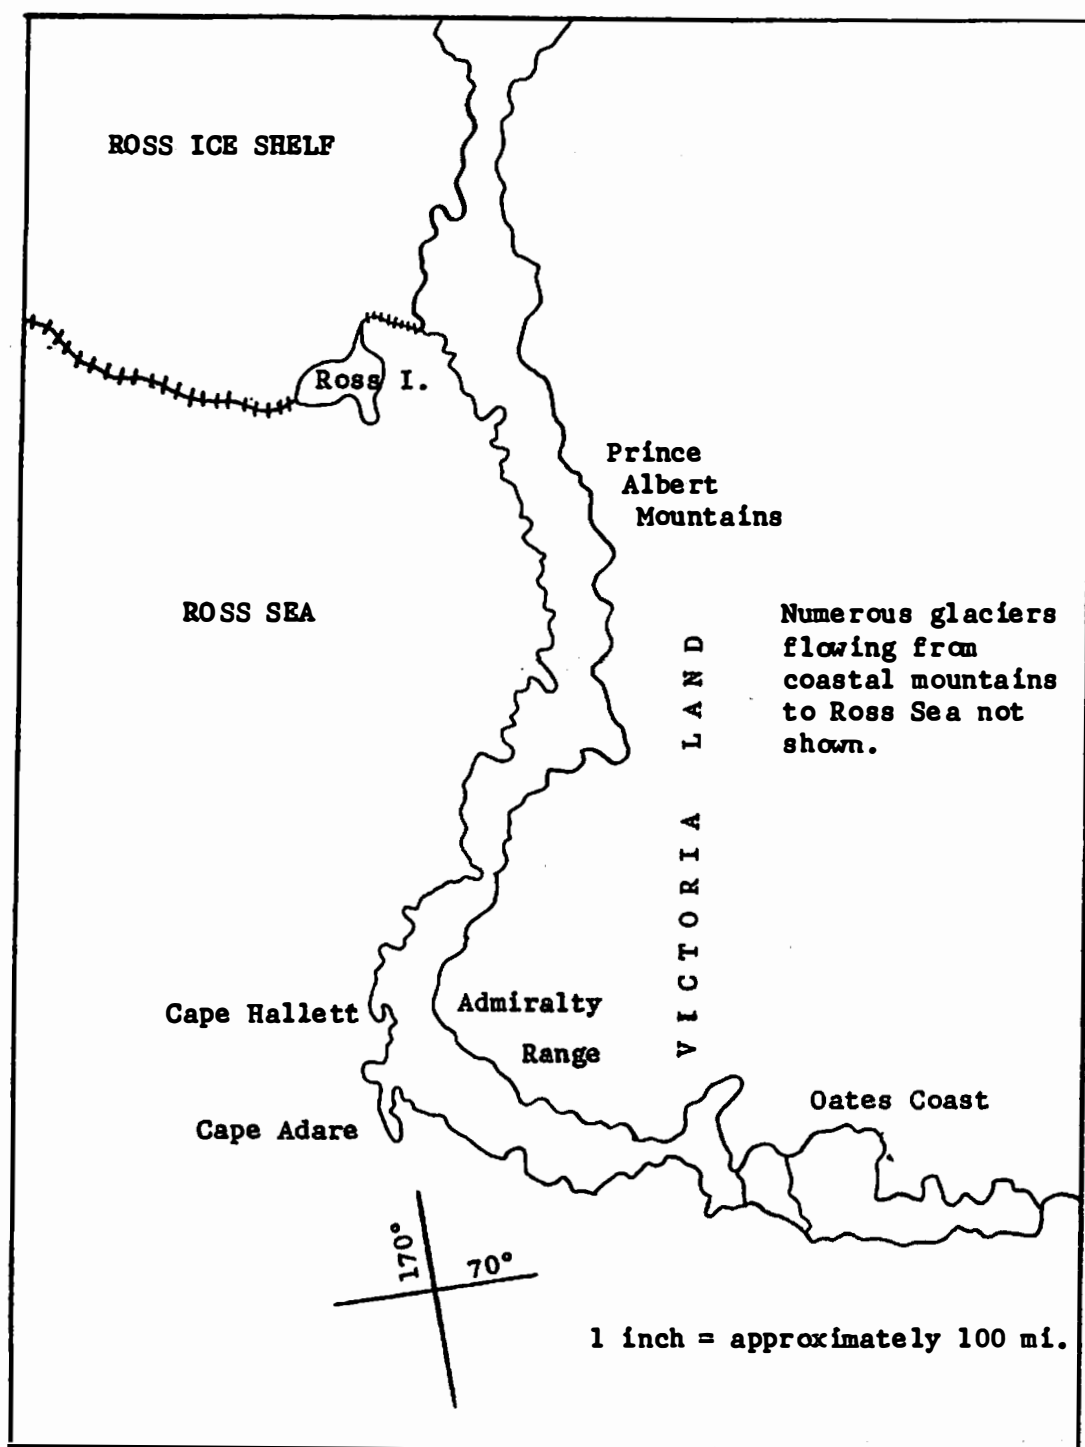 ROSS ICE SHELF
Ross I.
Prince
Albert
Mountains
ROSS SEA
Numerous glaciers
flowing from
coastal mountains
to Ross Sea not
shown.
VICTORIA LAND
Cape Hallett
Admiralty
Range
Cape Adare
Oates Coast
170°
70°
1 inch = approximately 100 mi.